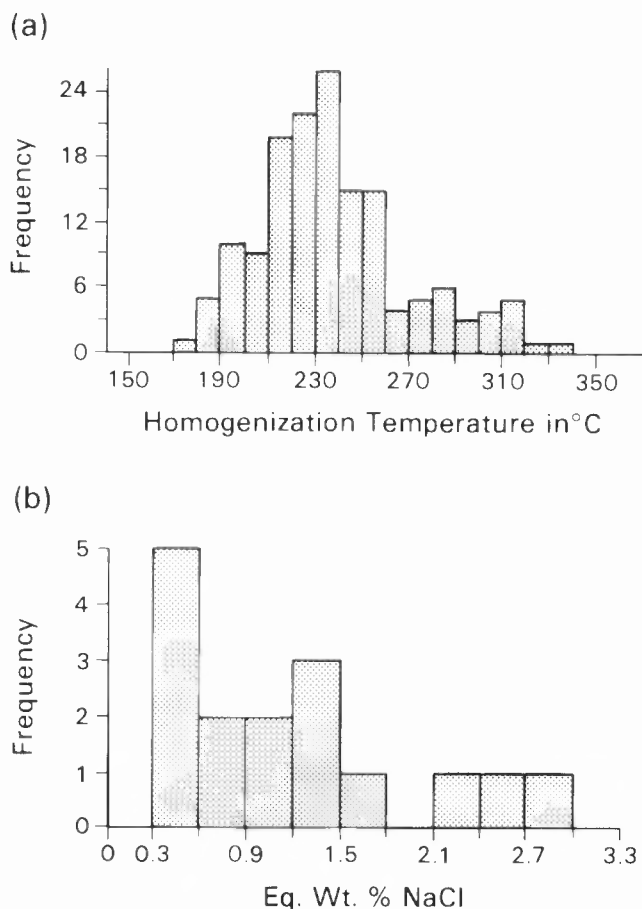 (a)
24
18
12
6
0
Frequency
150 190 230 270 310 350
Homogenization Temperature in°C
(b)
5
4
3
2
1
0
Frequency
0 0.3 0.9 1.5 2.1 2.7 3.3
Eq. Wt. % NaCl